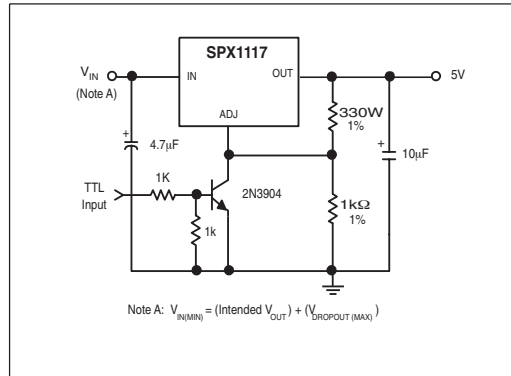 SPX1117
V_IN
(Note A)
IN
OUT
5V
ADJ
330W
1%
+
4.7µF
+
10µF
TTL
Input
1K
2N3904
1k
1kΩ
1%
Note A: V_IN(MIN) = (Intended V_OUT) + (V_DROPOUT (MAX))